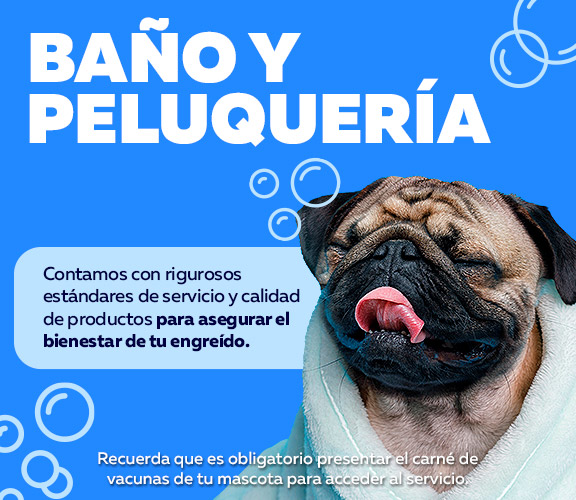 BAÑO Y
PELUQUERÍA
Contamos con rigurosos
estándares de servicio y calidad
de productos para asegurar el
bienestar de tu engreído.
Recuerda que es obligatorio presentar el carné de
vacunas de tu mascota para acceder al servicio.